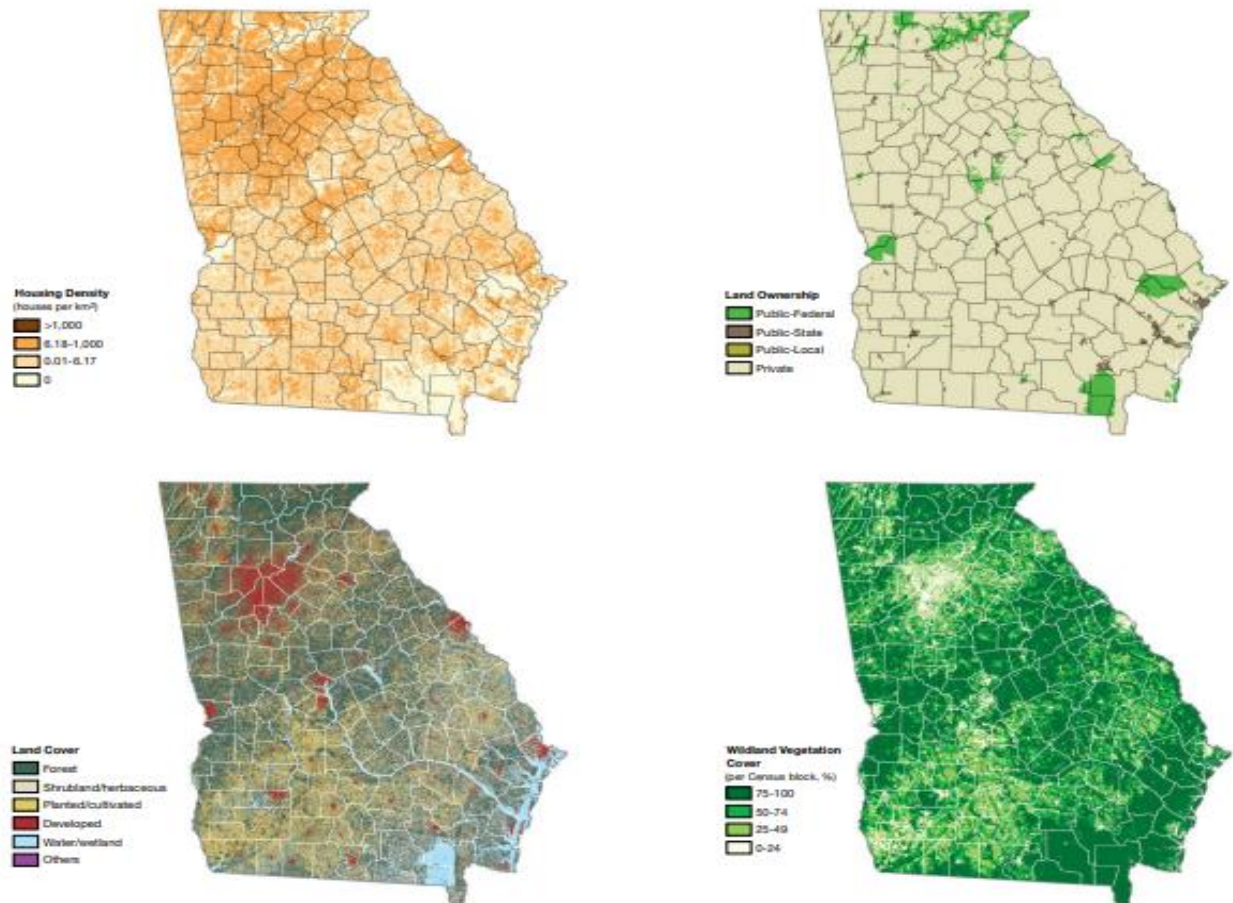 Housing Density
(houses per km²)
>1,000
6.18-1,000
0.01-6.17
0
Land Ownership
Public-Federal
Public-State
Public-Local
Private
Land Cover
Forest
Shrubland/herbaceous
Planted/cultivated
Developed
Water/wetland
Others
Wildland Vegetation
Cover
(per Census block, %)
75-100
50-74
25-49
0-24